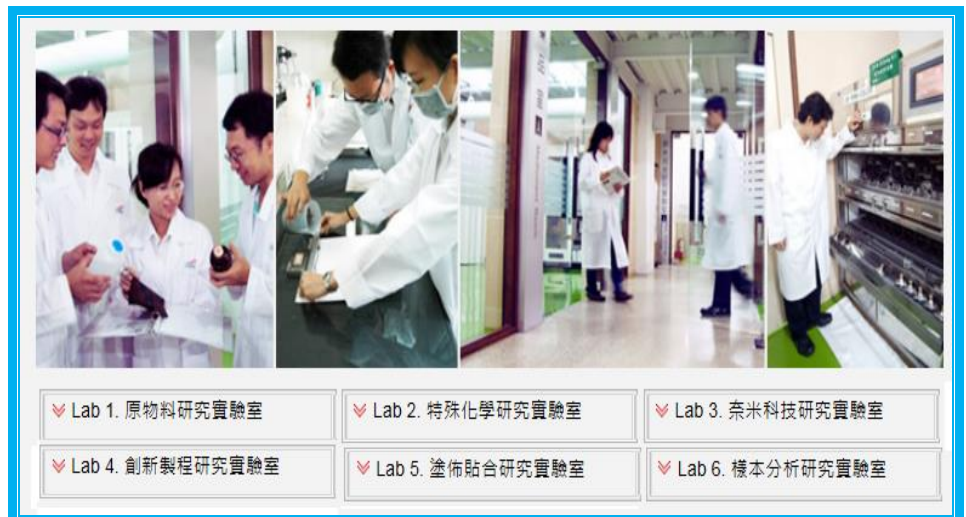 Lab 1. 原物料研究實驗室
Lab 2. 特殊化學研究實驗室
Lab 3. 奈米科技研究實驗室
Lab 4. 創新製程研究實驗室
Lab 5. 塗佈貼合研究實驗室
Lab 6. 樣本分析研究實驗室